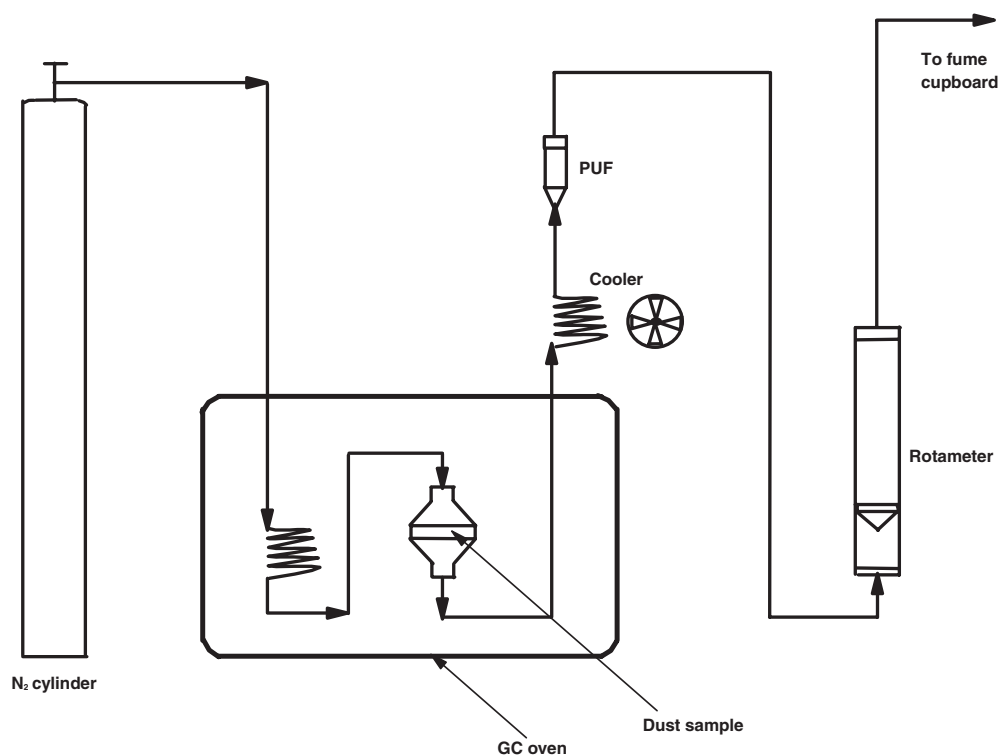 To fume
cupboard
PUF
Cooler
Rotameter
N₂ cylinder
Dust sample
GC oven